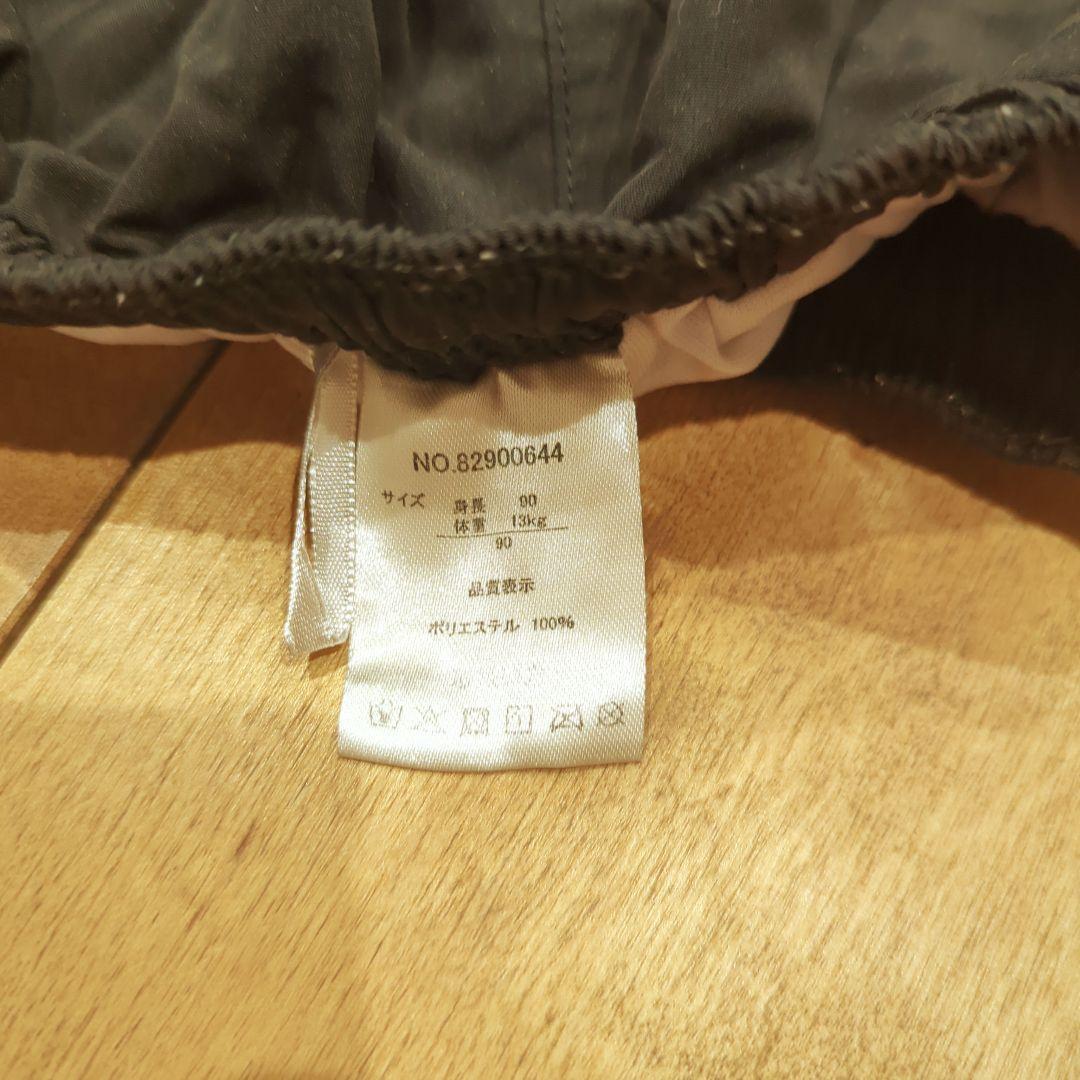 NO.82900644
サイズ 身長 90
体重 13kg
90
品質表示
ポリエステル 100%